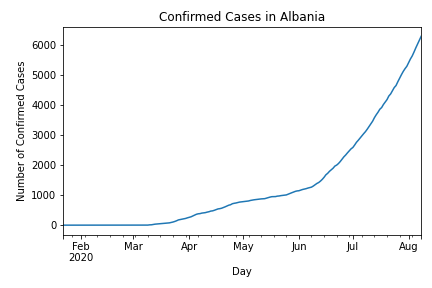 Confirmed Cases in Albania
Number of Confirmed Cases
6000
5000
4000
3000
2000
1000
0
Feb Mar Apr May Jun Jul Aug
2020
Day